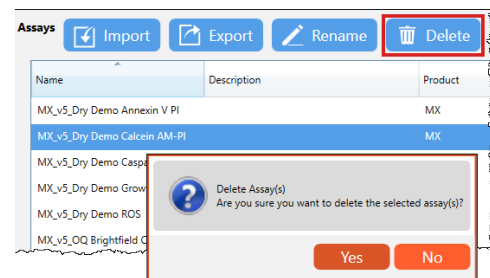 Assays Import Export Rename Delete
Name Description Product
MX_v5_Dry Demo Annexin V PI MX
MX_v5_Dry Demo Calcein AM-PI MX
MX_v5_Dry Demo
MX_v5_Dry Demo
MX_v5_Dry Demo ROS
MX_v5_OQ Brightfield
Delete Assay(s)
Are you sure you want to delete the selected assay(s)?
Yes No